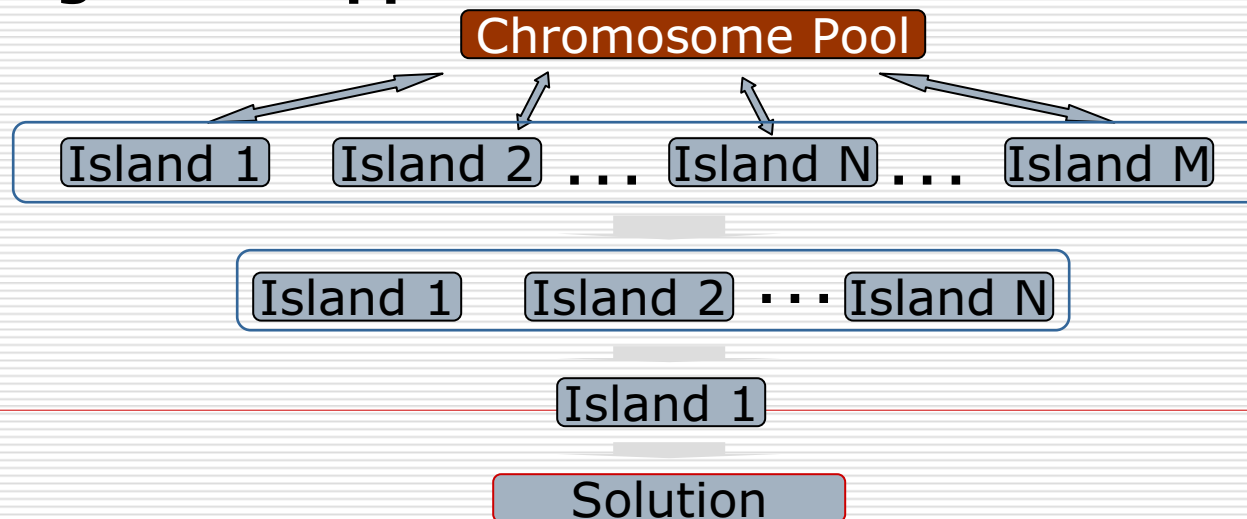 Chromosome Pool
Island 1 Island 2 ... Island N ... Island M
Island 1 Island 2 ... Island N
Island 1
Solution